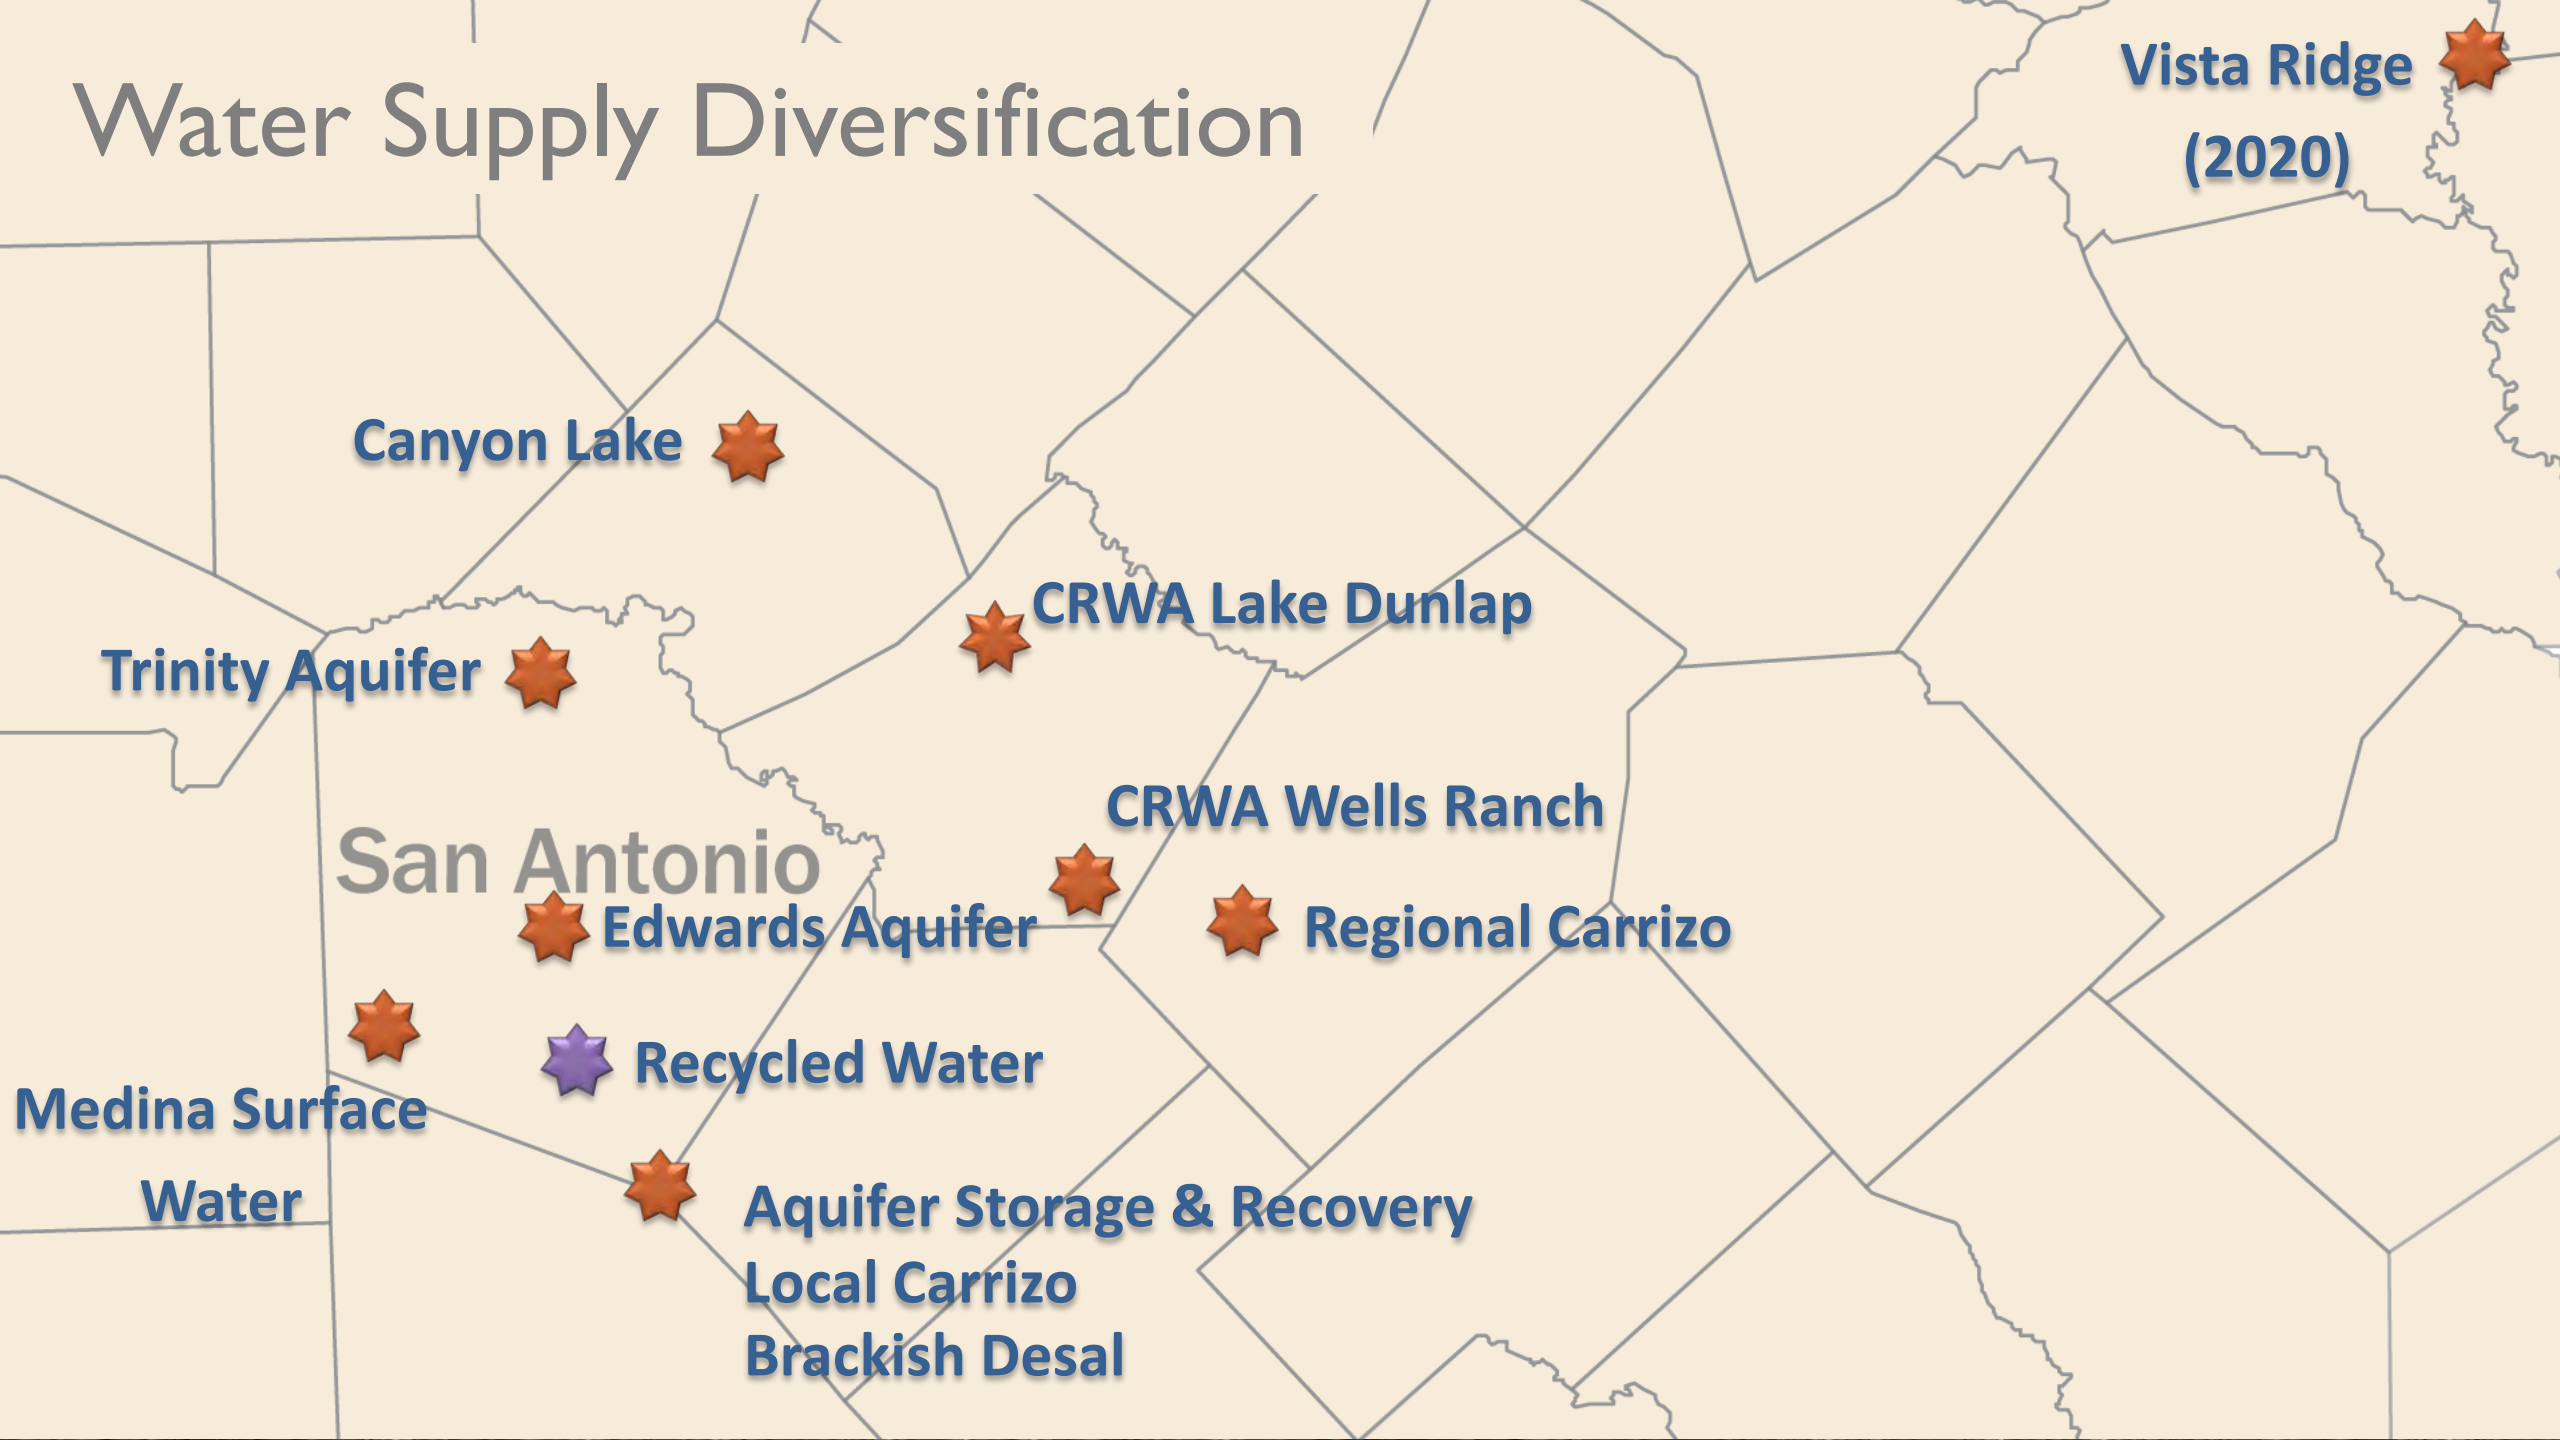 Water Supply Diversification
Vista Ridge
(2020)
Canyon Lake
CRWA Lake Dunlap
Trinity Aquifer
CRWA Wells Ranch
San Antonio
Edwards Aquifer
Regional Carrizo
Recycled Water
Medina Surface
Water
Aquifer Storage & Recovery
Local Carrizo
Brackish Desal